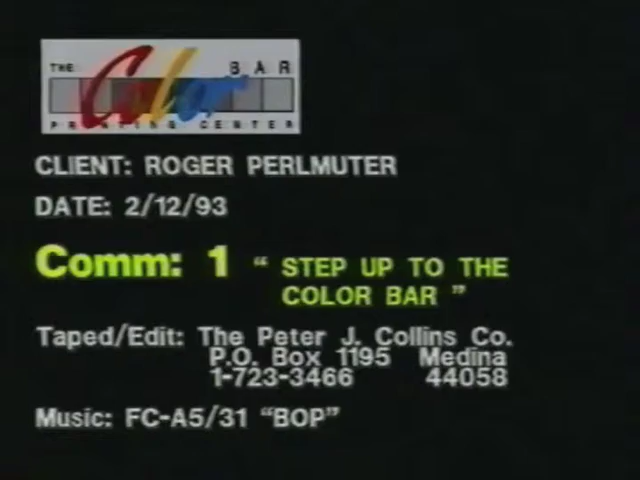 THE Color BAR
PRINTING CENTER
CLIENT: ROGER PERLMUTER
DATE: 2/12/93
Comm: 1 “ STEP UP TO THE
COLOR BAR ”
Taped/Edit: The Peter J. Collins Co.
P.O. Box 1195 Medina
1-723-3466 44058
Music: FC-A5/31 “BOP”